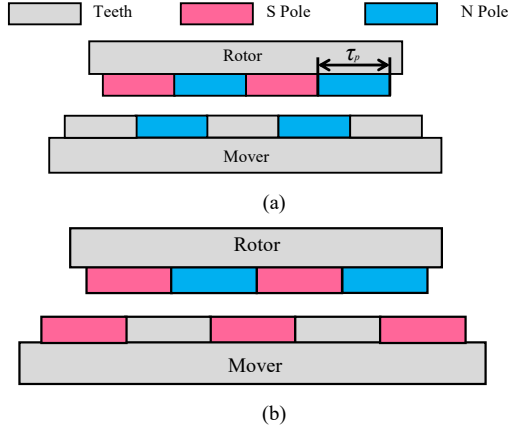 Teeth S Pole N Pole
Rotor
τp
Mover
(a)
Rotor
Mover
(b)